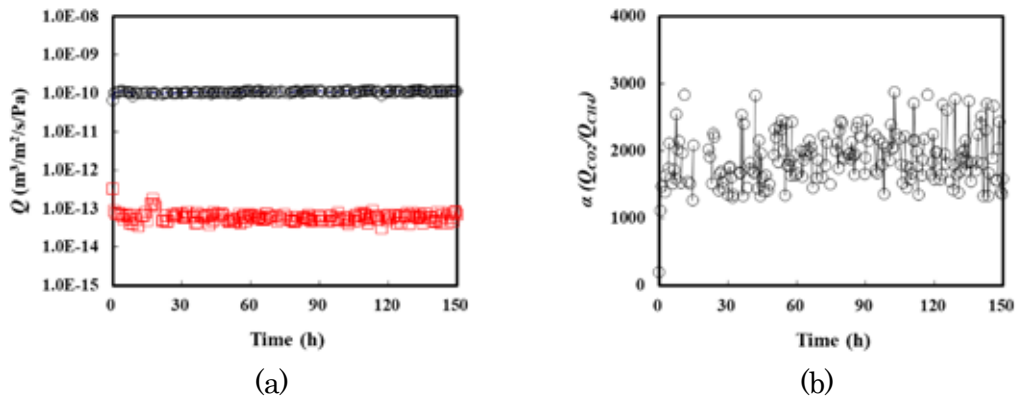 1.0E-08
1.0E-09
1.0E-10
1.0E-11
1.0E-12
1.0E-13
1.0E-14
1.0E-15
Q (m³/m²/s/Pa)
0 30 60 90 120 150
Time (h)
(a)
4000
3000
2000
1000
0
α (Q_CO2/Q_CH4)
0 30 60 90 120 150
Time (h)
(b)